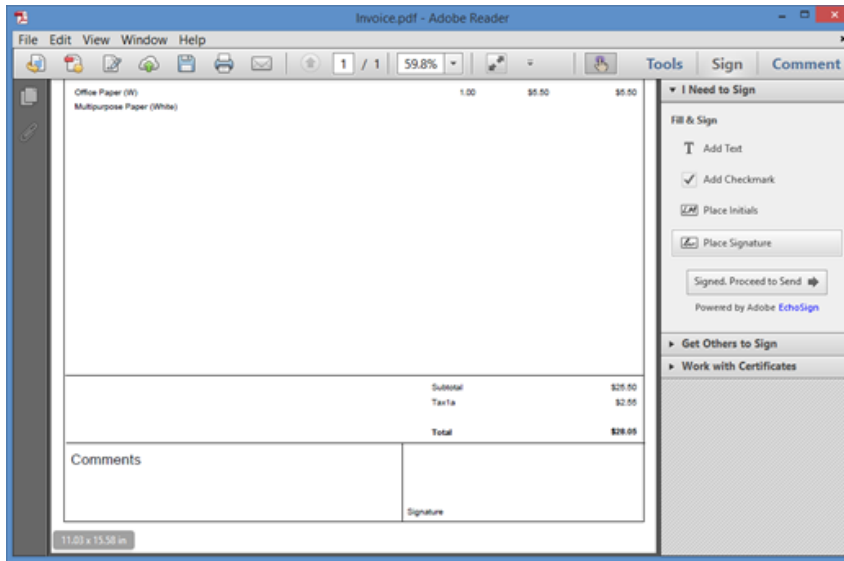 Invoice.pdf - Adobe Reader
File Edit View Window Help
1 / 1 59.8% Tools Sign Comment
Office Paper (W) 1.00 $5.50 $5.50
Multipurpose Paper (White)
Subtotal $25.50
Tax1a $2.55
Total $28.05
Comments
Signature
11.03 x 15.58 in
I Need to Sign
Fill & Sign
T Add Text
Add Checkmark
Place Initials
Place Signature
Signed. Proceed to Send
Powered by Adobe EchoSign
Get Others to Sign
Work with Certificates